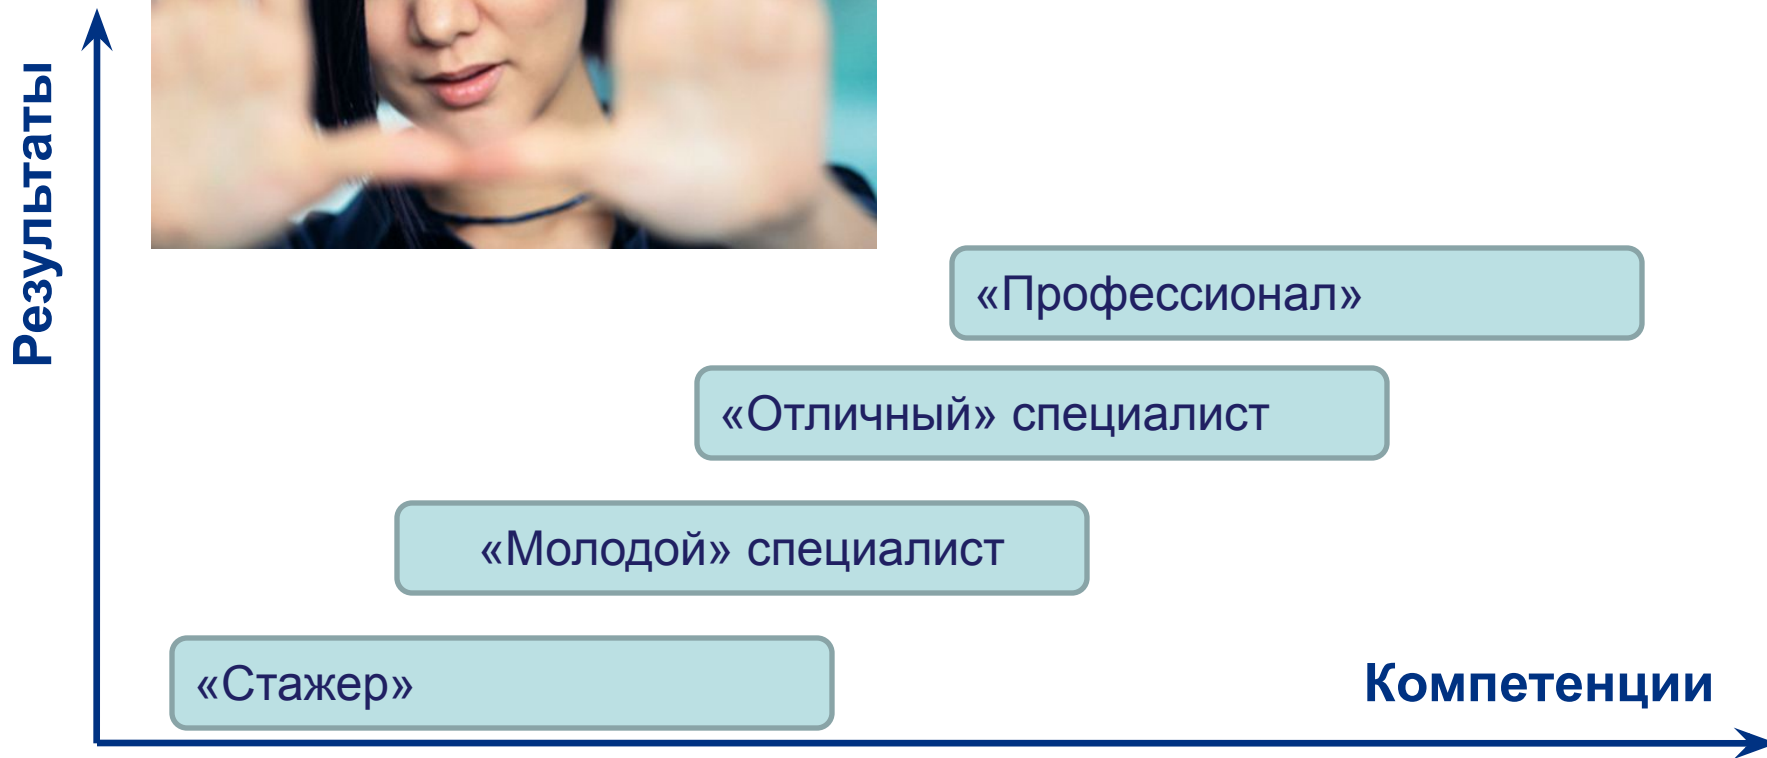 Результаты
«Профессионал»
«Отличный» специалист
«Молодой» специалист
«Стажер»
Компетенции